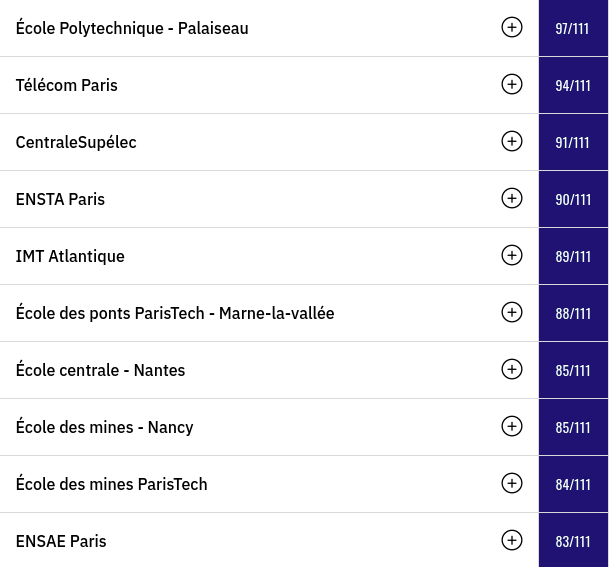 École Polytechnique - Palaiseau 97/111
Télécom Paris 94/111
CentraleSupélec 91/111
ENSTA Paris 90/111
IMT Atlantique 89/111
École des ponts ParisTech - Marne-la-vallée 88/111
École centrale - Nantes 85/111
École des mines - Nancy 85/111
École des mines ParisTech 84/111
ENSAE Paris 83/111